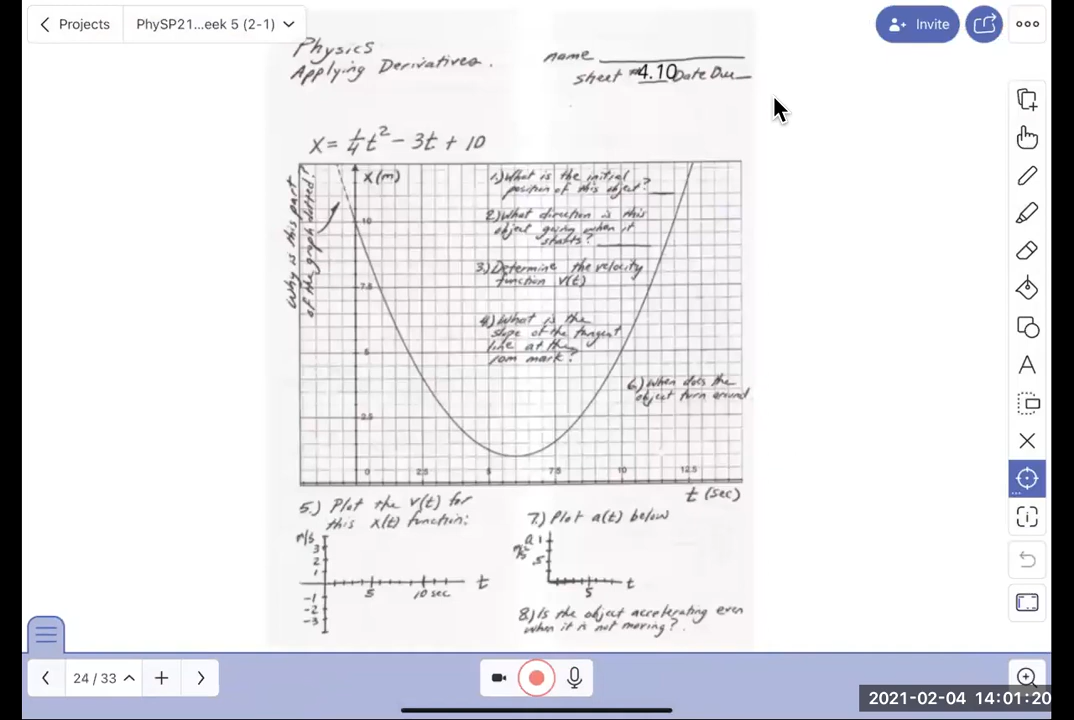 Projects
PhySP21...eek 5 (2-1)
Invite
Physics
Applying Derivatives.
name
sheet #4.10 Date Due
x = 1/4 t² - 3t + 10
Why is this part
of the graph dotted?
x(m)
1.) What is the initial
position of this object?
2.) What direction is this
object going when it
starts?
3.) Determine the velocity
function v(t)
4.) What is the
slope of the tangent
line at the
10m mark?
6.) When does the
object turn around
10
7.5
5
2.5
0 2.5 5 7.5 10 12.5
t (sec)
5.) Plot the v(t) for
this x(t) function:
m/s
3
2
1
-1
-2
-3
5 10 sec t
7.) Plot a(t) below
a 1
.5
5 t
8.) Is the object accelerating even
when it is not moving?
A
24 / 33
2021-02-04 14:01:20